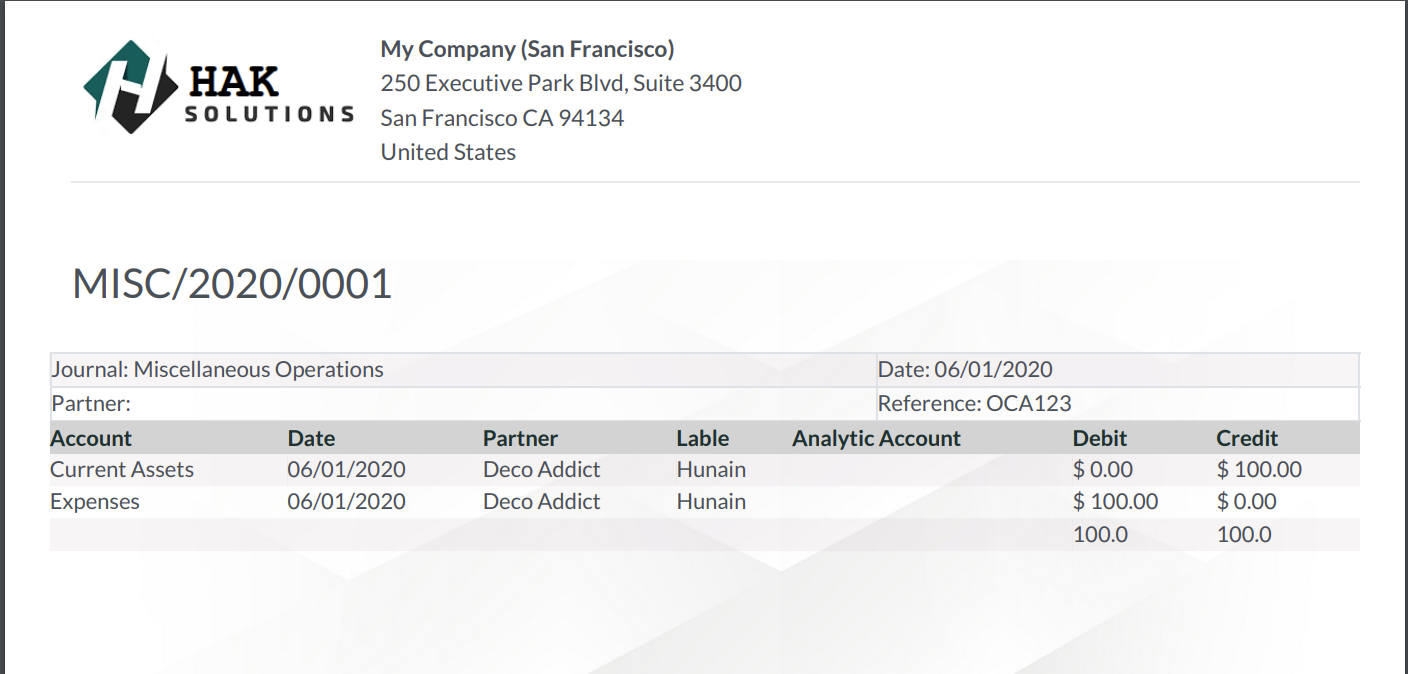 HAK
SOLUTIONS
My Company (San Francisco)
250 Executive Park Blvd, Suite 3400
San Francisco CA 94134
United States
MISC/2020/0001
Journal: Miscellaneous Operations Date: 06/01/2020
Partner: Reference: OCA123
Account Date Partner Lable Analytic Account Debit Credit
Current Assets 06/01/2020 Deco Addict Hunain $ 0.00 $ 100.00
Expenses 06/01/2020 Deco Addict Hunain $ 100.00 $ 0.00
100.0 100.0